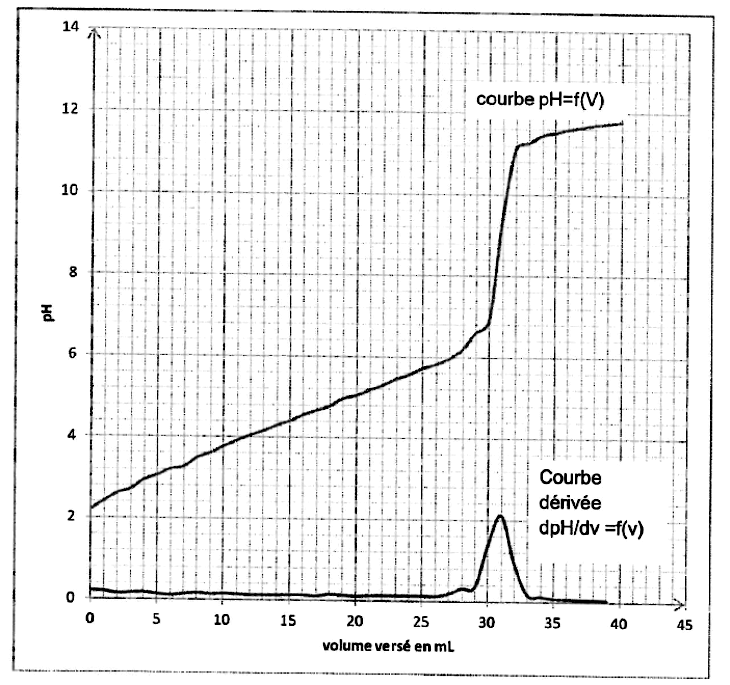 14
12
10
8
6
4
2
0
pH
courbe pH=f(V)
Courbe
dérivée
dpH/dv =f(v)
0 5 10 15 20 25 30 35 40 45
volume versé en mL